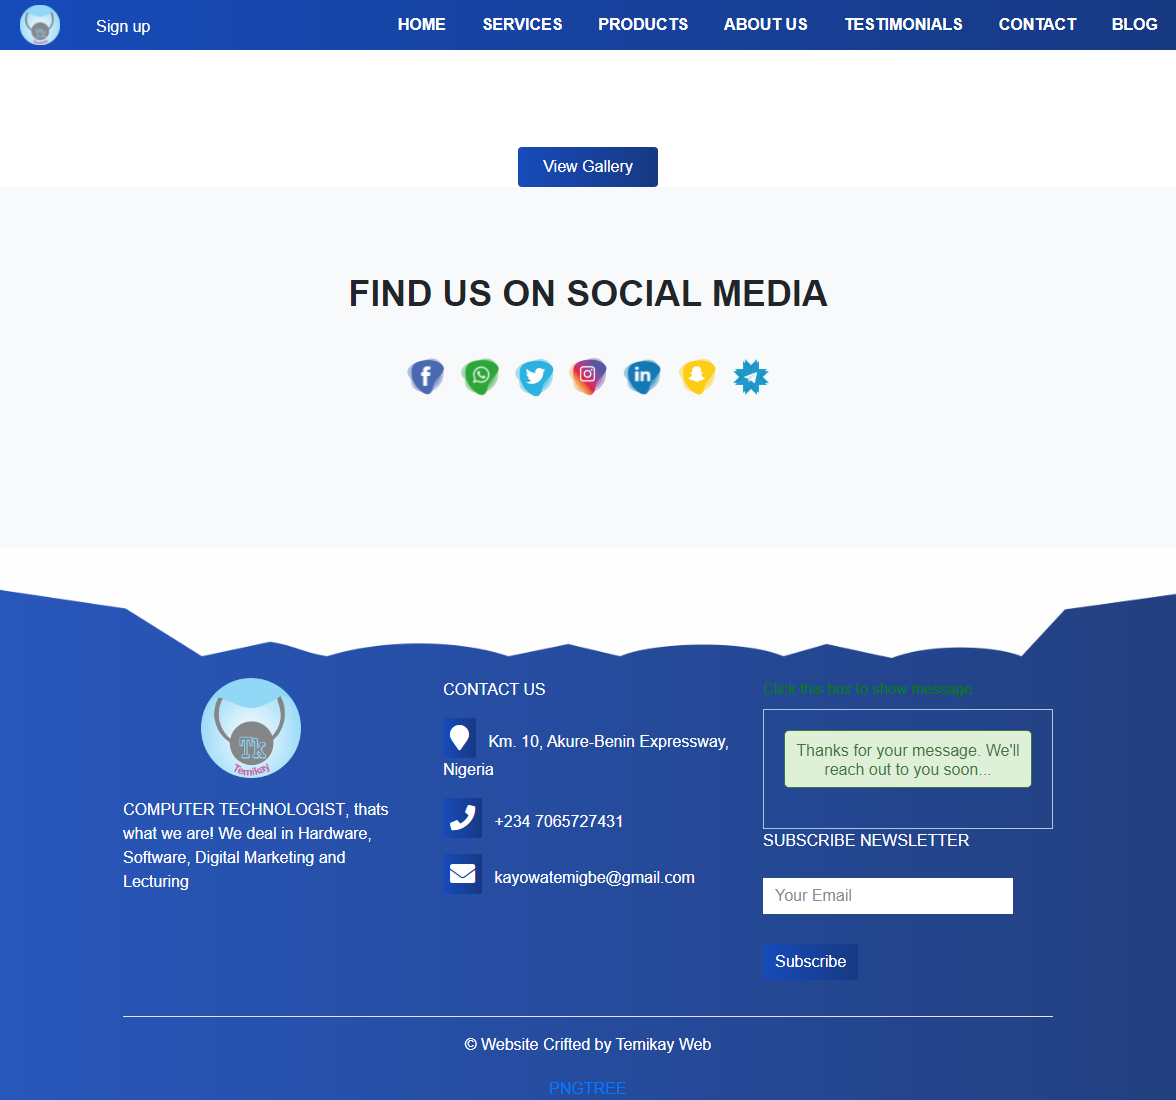 Sign up
HOME
SERVICES
PRODUCTS
ABOUT US
TESTIMONIALS
CONTACT
BLOG
View Gallery
FIND US ON SOCIAL MEDIA
Tk
Temikay
COMPUTER TECHNOLOGIST, thats
what we are! We deal in Hardware,
Software, Digital Marketing and
Lecturing
CONTACT US
Km. 10, Akure-Benin Expressway,
Nigeria
+234 7065727431
kayowatemigbe@gmail.com
Click this box to show message
Thanks for your message. We'll
reach out to you soon...
SUBSCRIBE NEWSLETTER
Your Email
Subscribe
© Website Crifted by Temikay Web
PNGTREE